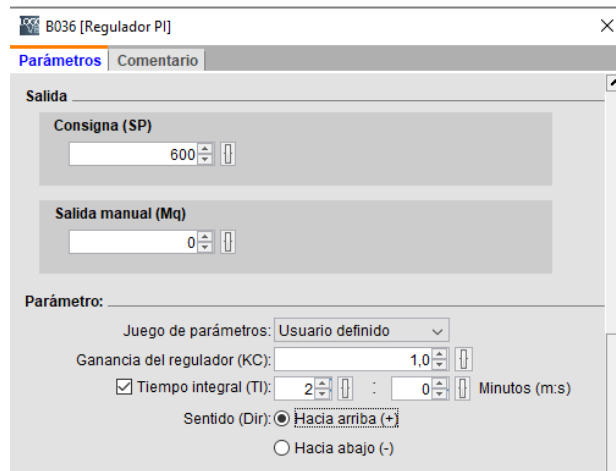 B036 [Regulador PI]
Parámetros Comentario
Salida
Consigna (SP)
600
Salida manual (Mq)
0
Parámetro:
Juego de parámetros: Usuario definido
Ganancia del regulador (KC): 1,0
Tiempo integral (TI): 2 : 0 Minutos (m:s)
Sentido (Dir): Hacia arriba (+)
Hacia abajo (-)